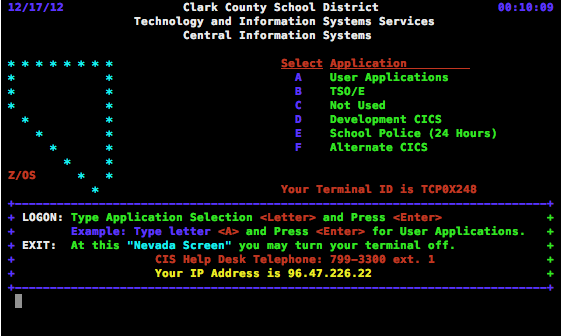 12/17/12 Clark County School District 00:10:09
Technology and Information Systems Services
Central Information Systems
* * * * * * * * Select Application
* * A User Applications
* * B TSO/E
* * C Not Used
* * D Development CICS
* * E School Police (24 Hours)
* * F Alternate CICS
* *
Z/OS * *
* Your Terminal ID is TCP0X248
+------------------------------------------------------------------------------+
+ LOGON: Type Application Selection <Letter> and Press <Enter> +
+ Example: Type letter <A> and Press <Enter> for User Applications. +
+ EXIT: At this "Nevada Screen" you may turn your terminal off. +
+ CIS Help Desk Telephone: 799-3300 ext. 1 +
+ Your IP Address is 96.47.226.22 +
+------------------------------------------------------------------------------+